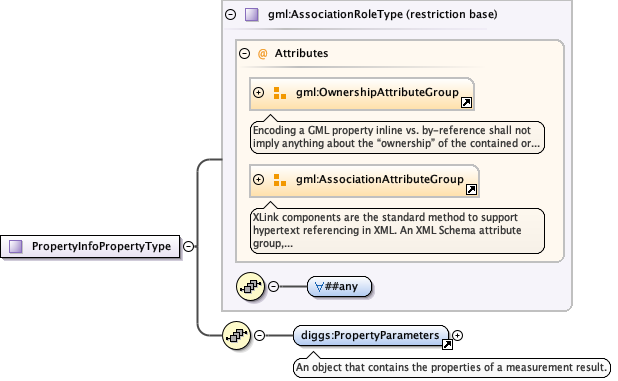 gml:AssociationRoleType (restriction base)
@ Attributes
gml:OwnershipAttributeGroup
Encoding a GML property inline vs. by-reference shall not
imply anything about the “ownership” of the contained or...
gml:AssociationAttributeGroup
XLink components are the standard method to support
hypertext referencing in XML. An XML Schema attribute
group,...
PropertyInfoPropertyType
∀##any
diggs:PropertyParameters
An object that contains the properties of a measurement result.